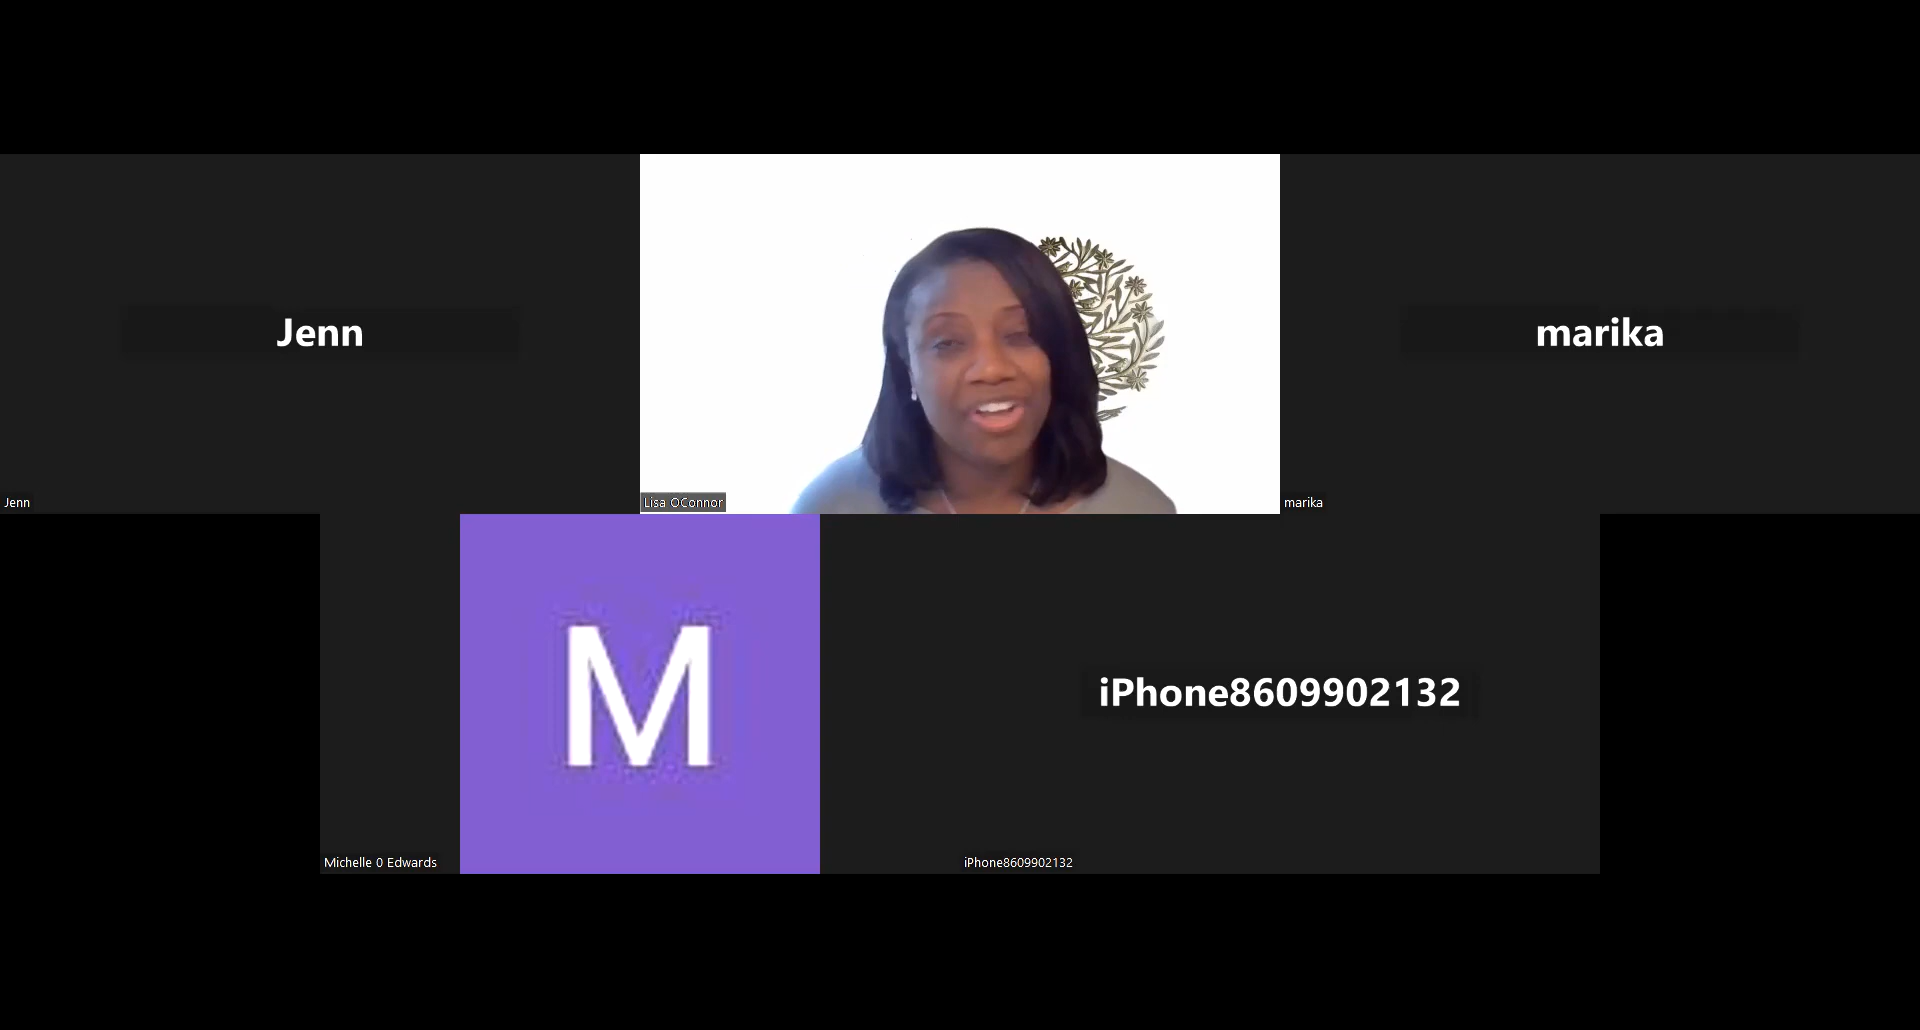 Jenn
marika
Jenn
Lisa OConnor
marika
M
iPhone8609902132
Michelle 0 Edwards
iPhone8609902132